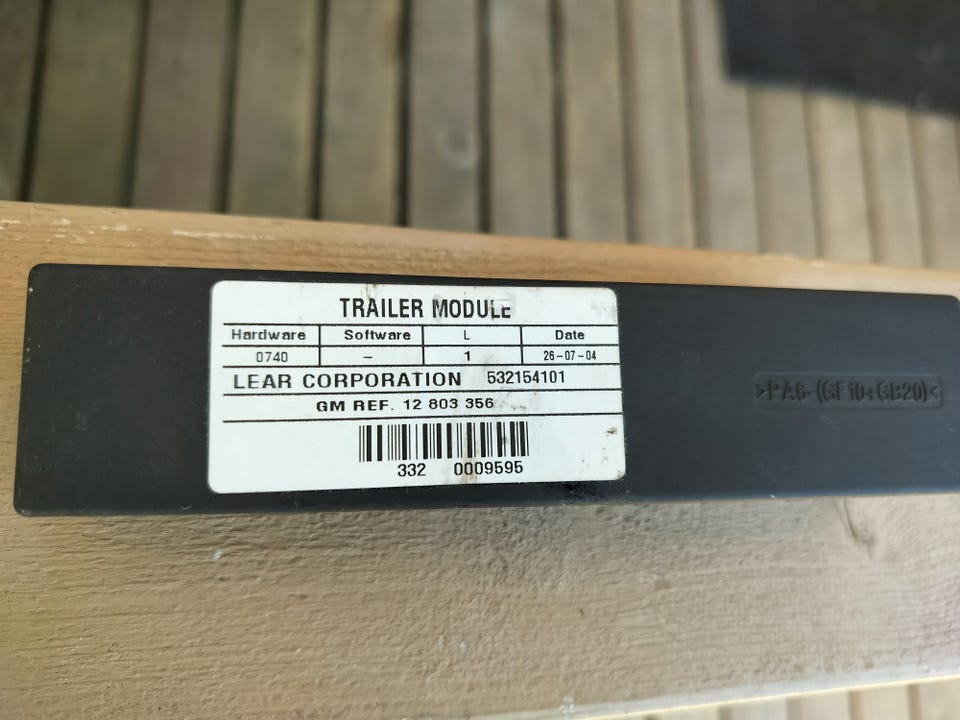 TRAILER MODULE
Hardware Software L Date
0740 – 1 26-07-04
LEAR CORPORATION 532154101
GM REF. 12 803 356
332 0009595
>PA6-(GF10+GB20)<